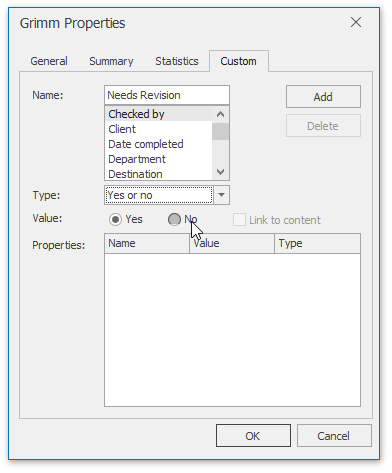 Grimm Properties
General Summary Statistics Custom
Name: Needs Revision Add
Checked by
Client
Date completed
Department
Destination
Delete
Type: Yes or no
Value: Yes No Link to content
Properties: Name Value Type
OK Cancel